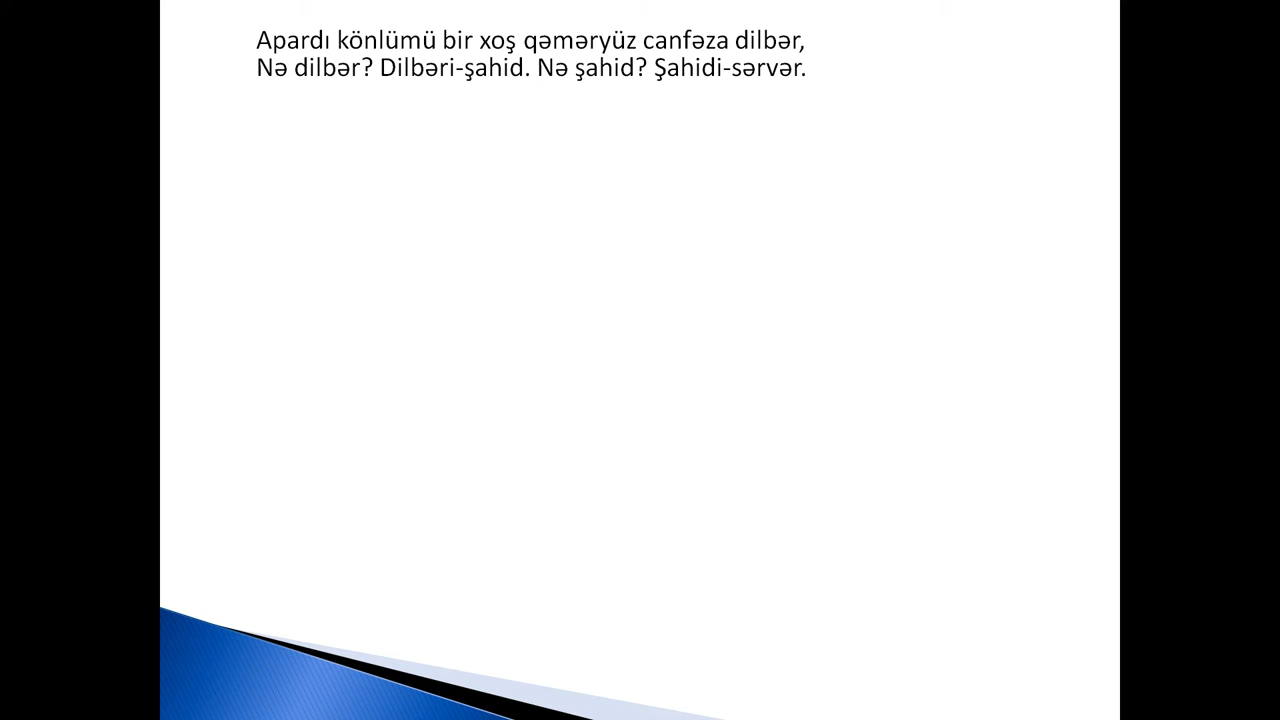 Apardı könlümü bir xoş qəməryüz canfəza dilbər,
Nə dilbər? Dilbəri-şahid. Nə şahid? Şahidi-sərvər.